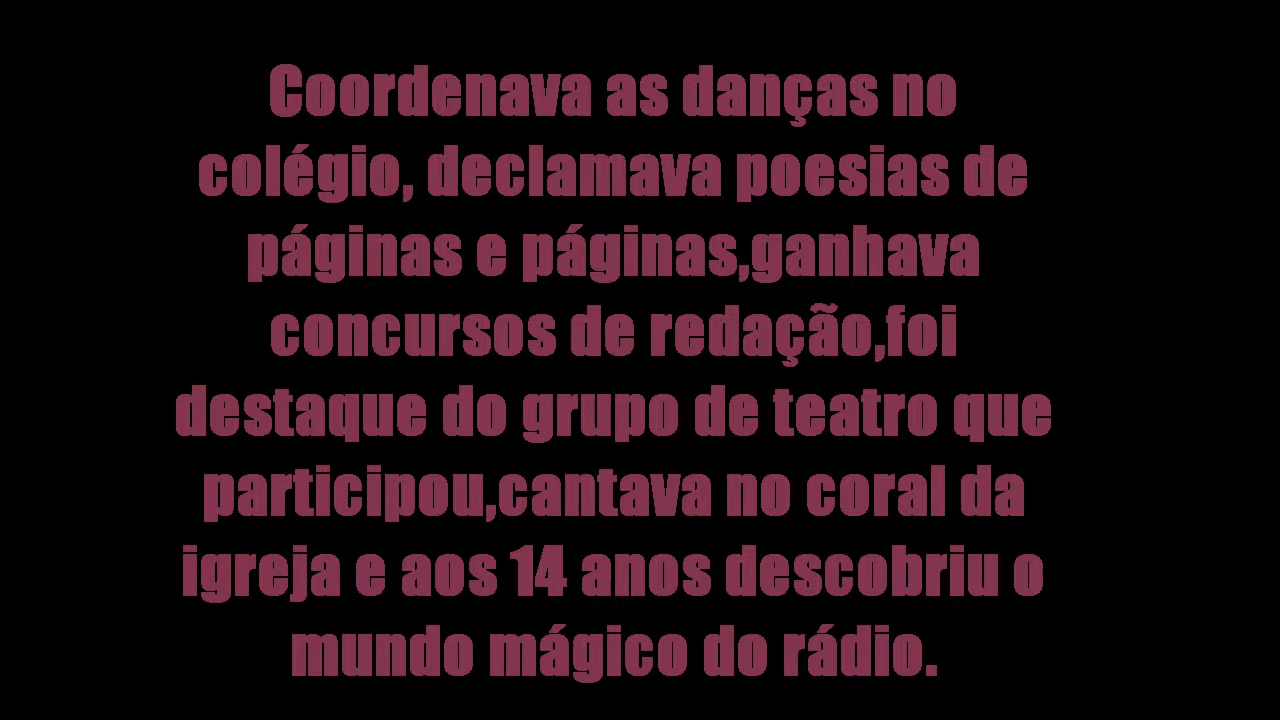 Coordenava as danças no
colégio, declamava poesias de
páginas e páginas,ganhava
concursos de redação,foi
destaque do grupo de teatro que
participou,cantava no coral da
igreja e aos 14 anos descobriu o
mundo mágico do rádio.